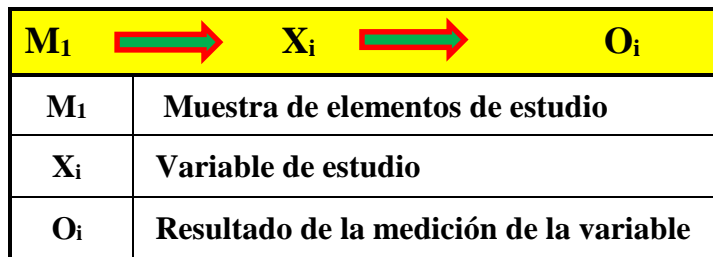 M₁ Xᵢ Oᵢ
M₁ Muestra de elementos de estudio
Xᵢ Variable de estudio
Oᵢ Resultado de la medición de la variable